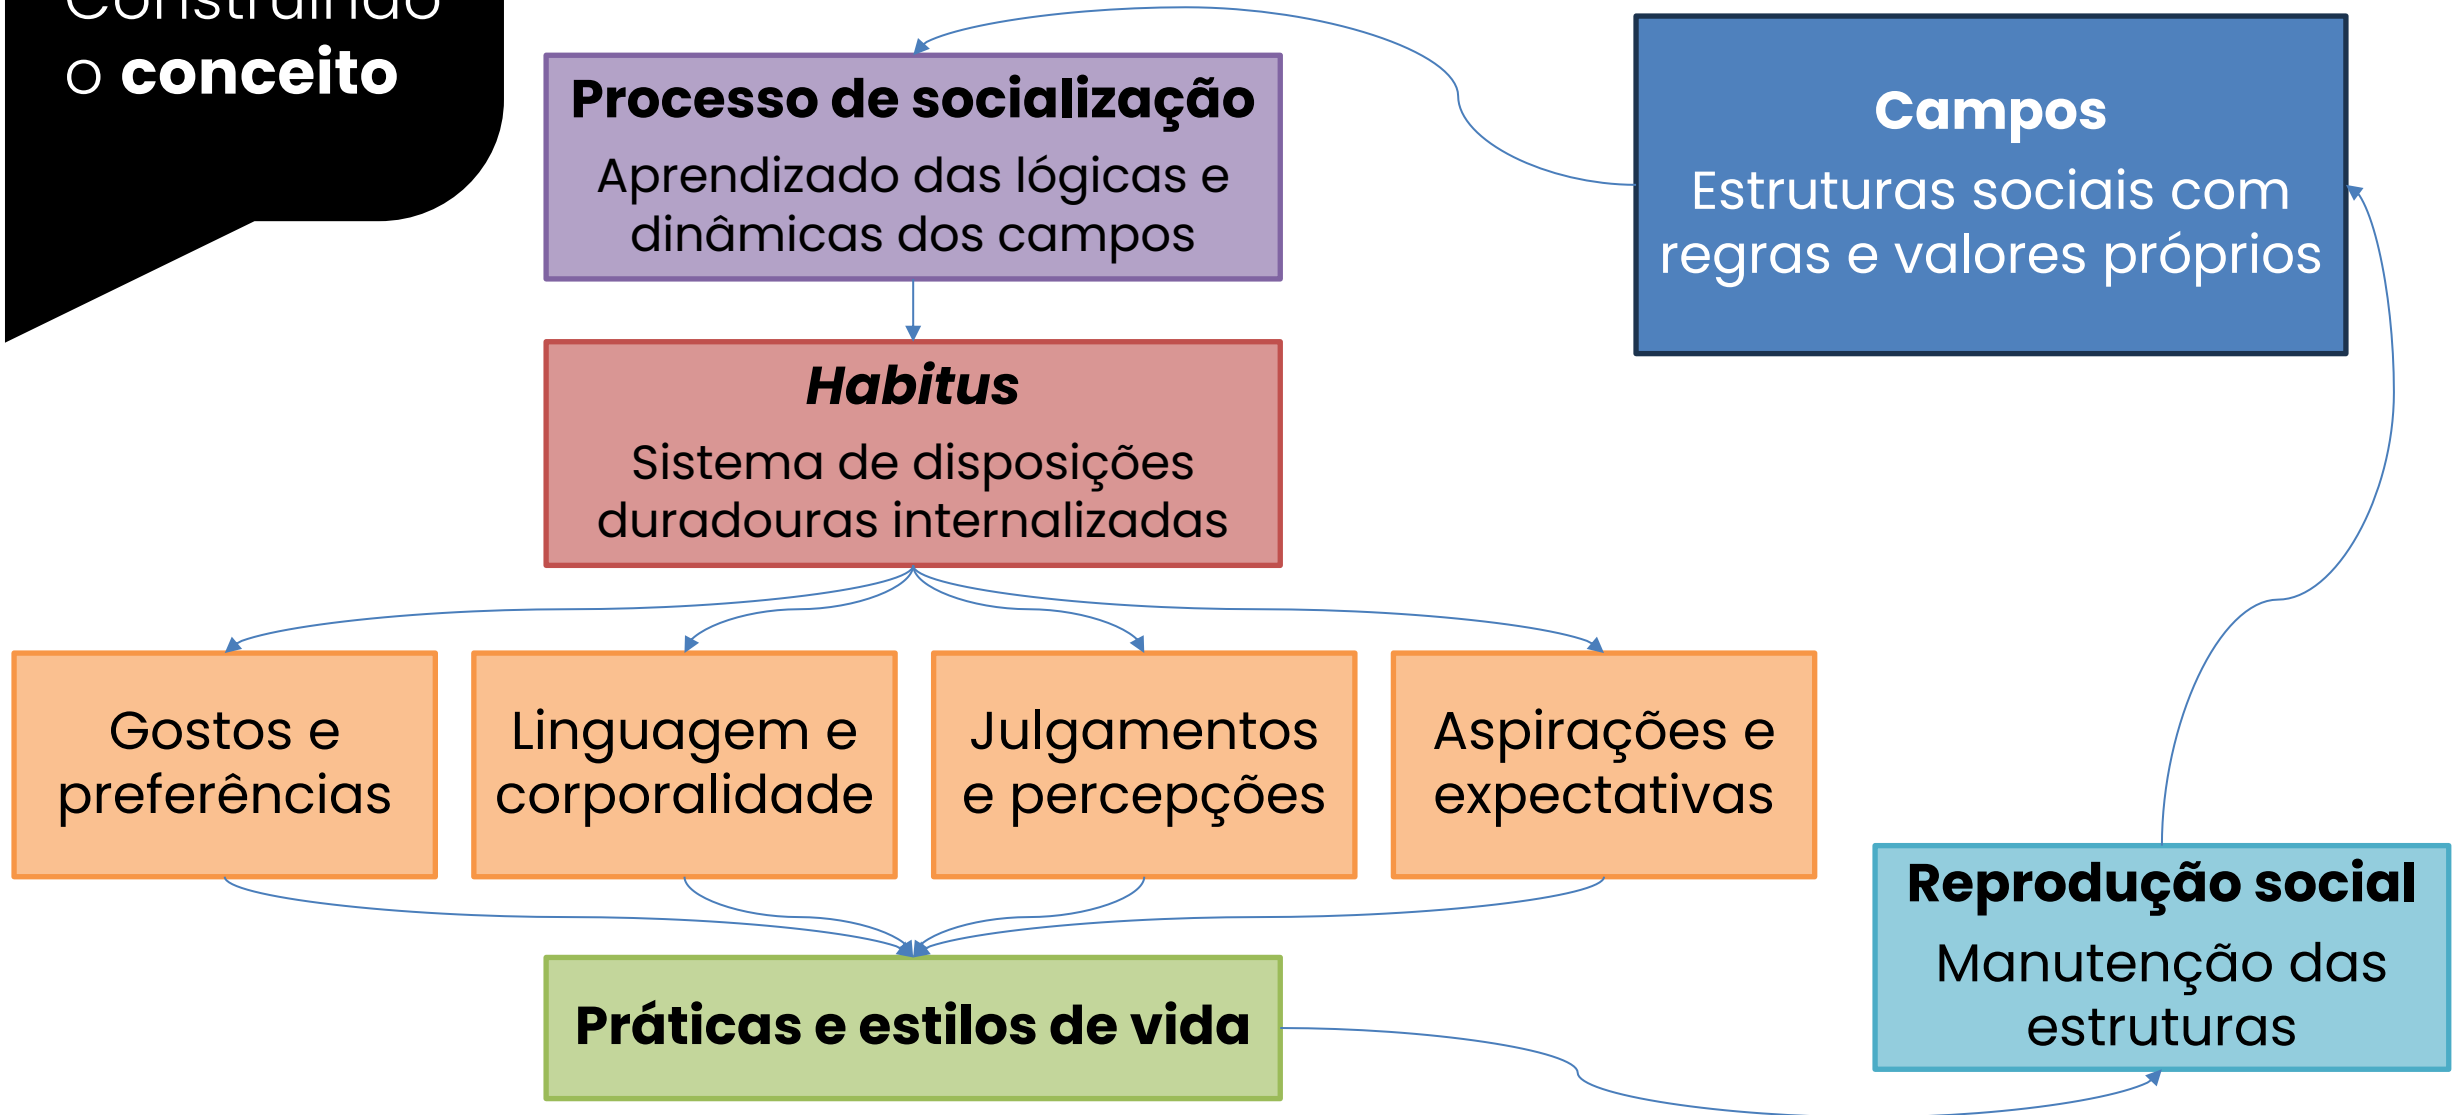 Construindo
o conceito
Processo de socialização
Aprendizado das lógicas e
dinâmicas dos campos
Campos
Estruturas sociais com
regras e valores próprios
Habitus
Sistema de disposições
duradouras internalizadas
Gostos e
preferências
Linguagem e
corporalidade
Julgamentos
e percepções
Aspirações e
expectativas
Reprodução social
Manutenção das
estruturas
Práticas e estilos de vida